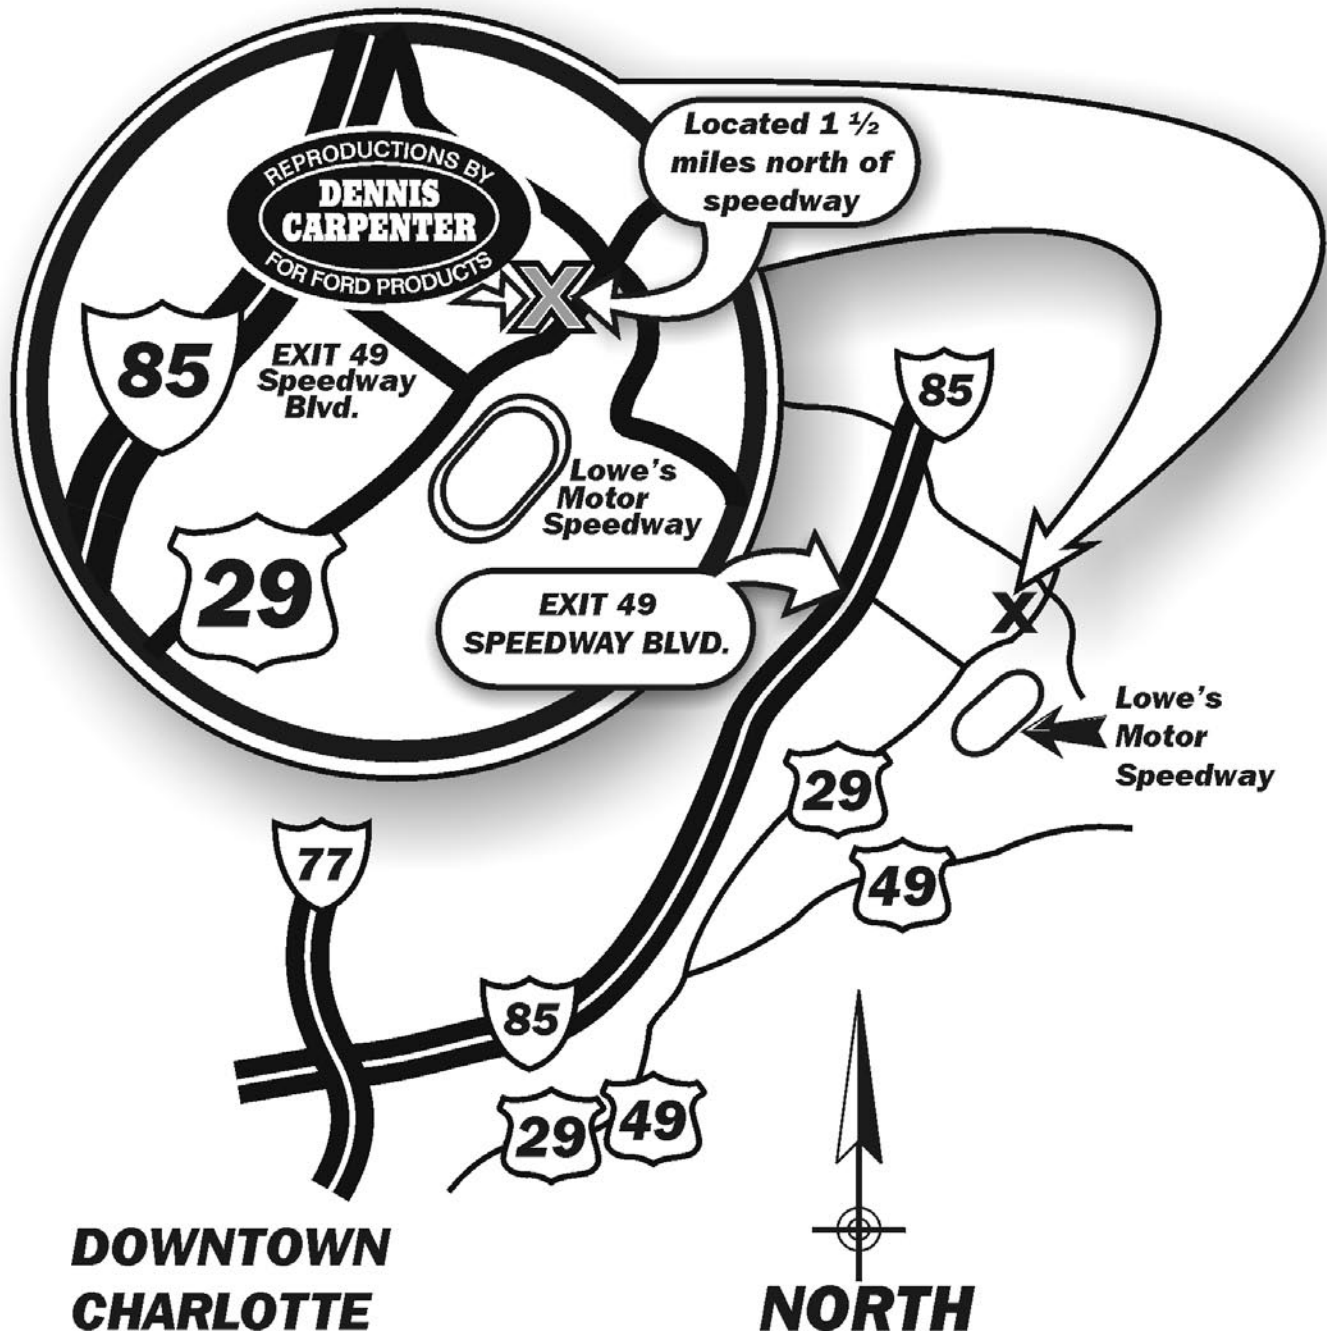 REPRODUCTIONS BY
DENNIS
CARPENTER
FOR FORD PRODUCTS
X
Located 1 ½
miles north of
speedway
85
EXIT 49
Speedway
Blvd.
85
Lowe's
Motor
Speedway
29
EXIT 49
SPEEDWAY BLVD.
X
Lowe's
Motor
Speedway
29
77
49
85
29
49
DOWNTOWN
CHARLOTTE
NORTH